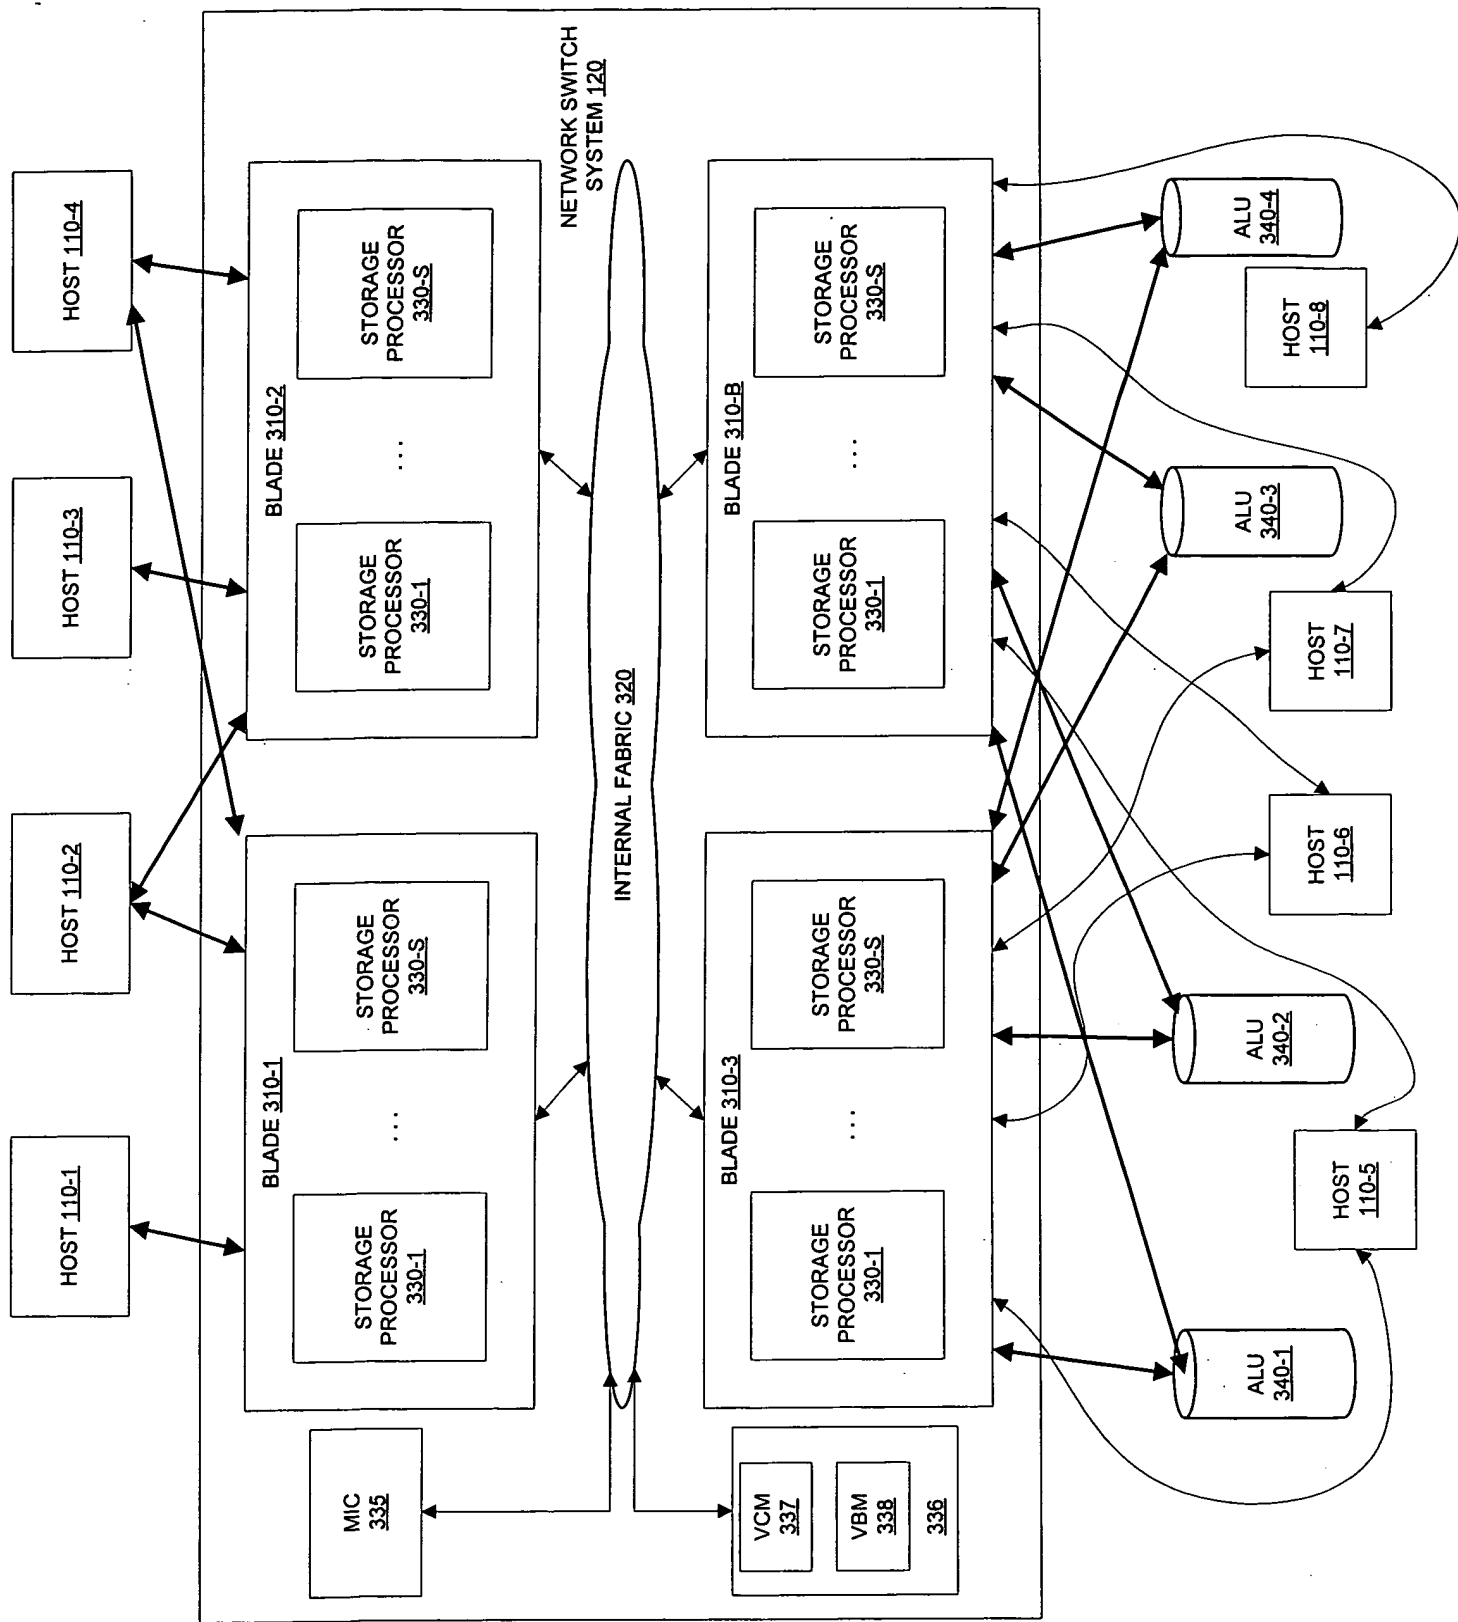 HOST 110-1
HOST 110-2
HOST 110-3
HOST 110-4
NETWORK SWITCH
SYSTEM 120
MIC
335
BLADE 310-1
STORAGE
PROCESSOR
330-1
...
STORAGE
PROCESSOR
330-S
BLADE 310-2
STORAGE
PROCESSOR
330-1
...
STORAGE
PROCESSOR
330-S
INTERNAL FABRIC 320
VCM
337
VBM
338
336
BLADE 310-3
STORAGE
PROCESSOR
330-1
...
STORAGE
PROCESSOR
330-S
BLADE 310-B
STORAGE
PROCESSOR
330-1
...
STORAGE
PROCESSOR
330-S
ALU
340-1
ALU
340-2
ALU
340-3
ALU
340-4
HOST
110-5
HOST
110-6
HOST
110-7
HOST
110-8